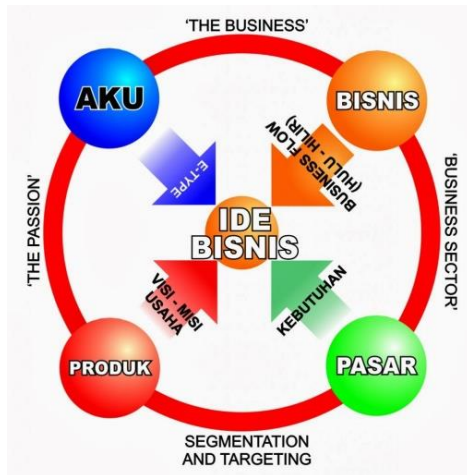 'THE BUSINESS'
AKU
BISNIS
E-TYPE
BUSINESS FLOW
(HULU - HILIR)
'THE PASSION'
IDE
BISNIS
'BUSINESS SECTOR'
VISI - MISI
USAHA
KEBUTUHAN
PRODUK
PASAR
SEGMENTATION
AND TARGETING